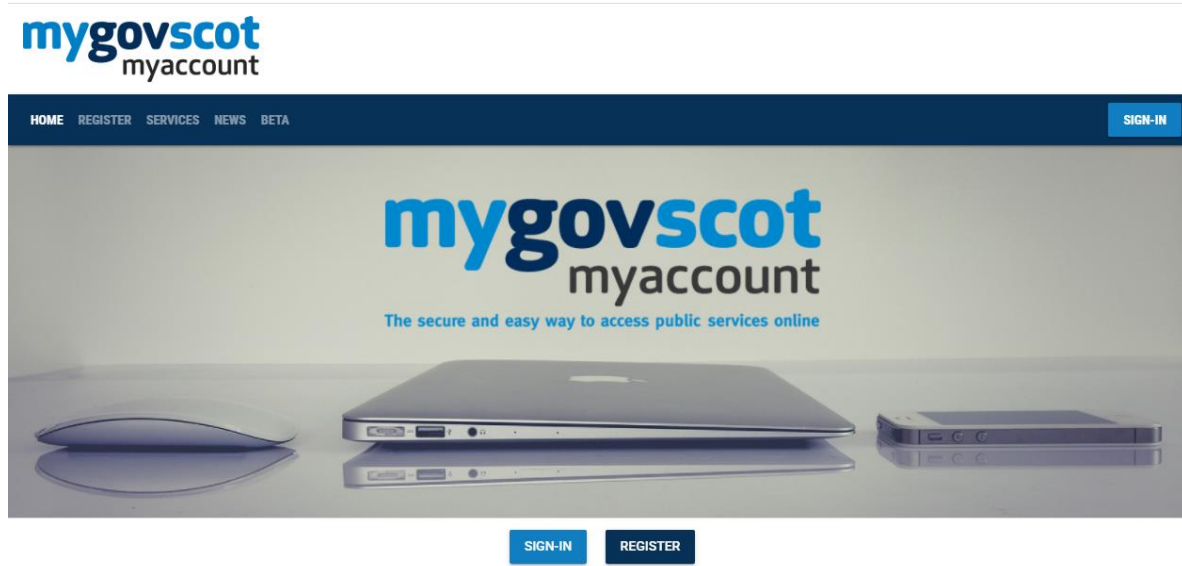 mygovscot
myaccount
HOME REGISTER SERVICES NEWS BETA SIGN-IN
mygovscot
myaccount
The secure and easy way to access public services online
SIGN-IN REGISTER